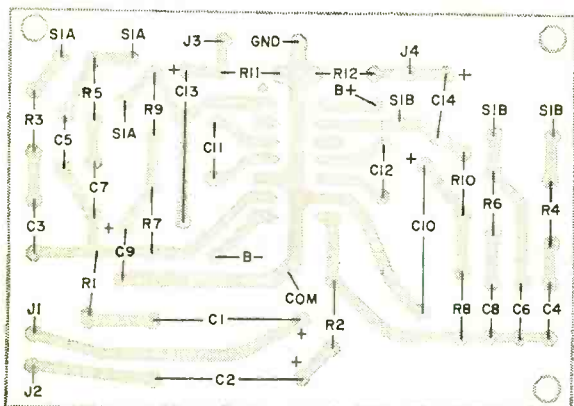 S1A S1A J3 GND J4 +
+ R11 R12
B+
R3 R5 R9 C13 S1B C14 S1B S1B
S1A
C5 C11 C12 + R10
C7 R6 R4
C3 + R7 C10
C9 B-
R1 COM
J1 C1 R2 R8 C8 C6 C4
+
+
J2 C2